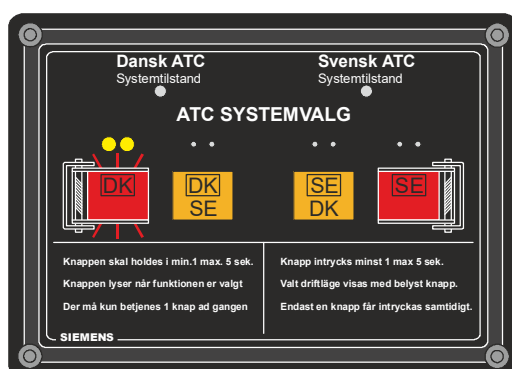 Dansk ATC
Systemtilstand
Svensk ATC
Systemtilstand
ATC SYSTEMVALG
DK
DK
SE
SE
DK
SE
Knappen skal holdes i min.1 max. 5 sek.
Knappen lyser når funktionen er valgt
Der må kun betjenes 1 knap ad gangen
Knapp intrycks minst 1 max 5 sek.
Valt driftläge visas med belyst knapp.
Endast en knapp får intryckas samtidigt.
SIEMENS